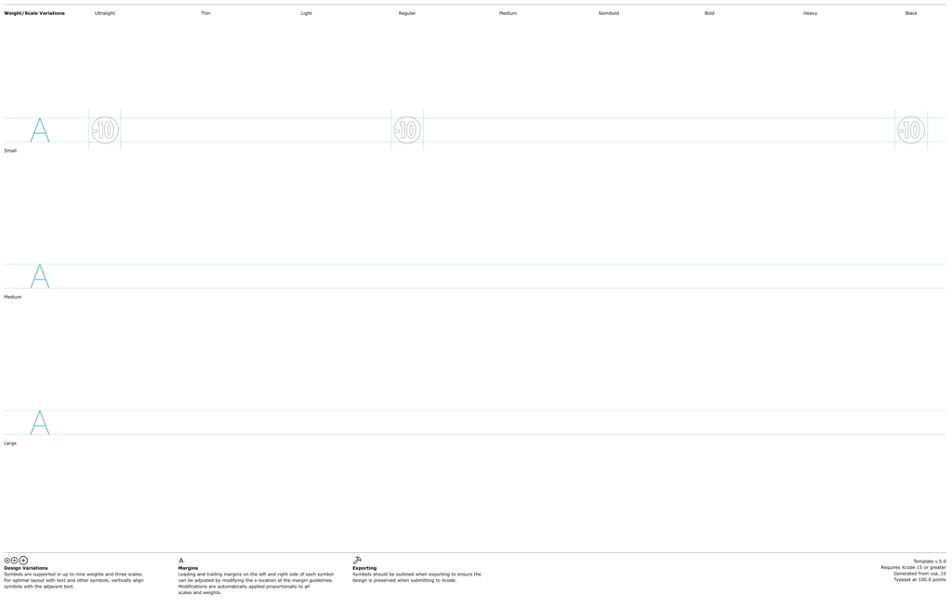 Weight/Scale Variations Ultralight Thin Light Regular Medium Semibold Bold Heavy Black
A -10 -10 -10
Small
A
Medium
A
Large
Design Variations
Symbols are supported in up to nine weights and three scales.
For optimal layout with text and other symbols, vertically align
symbols with the adjacent text.
A
Margins
Leading and trailing margins on the left and right side of each symbol
can be adjusted by modifying the x-location of the margin guidelines.
Modifications are automatically applied proportionally to all
scales and weights.
Exporting
Symbols should be outlined when exporting to ensure the
design is preserved when submitting to Xcode.
Template v.5.0
Requires Xcode 15 or greater
Generated from
Typeset at 100.0 points